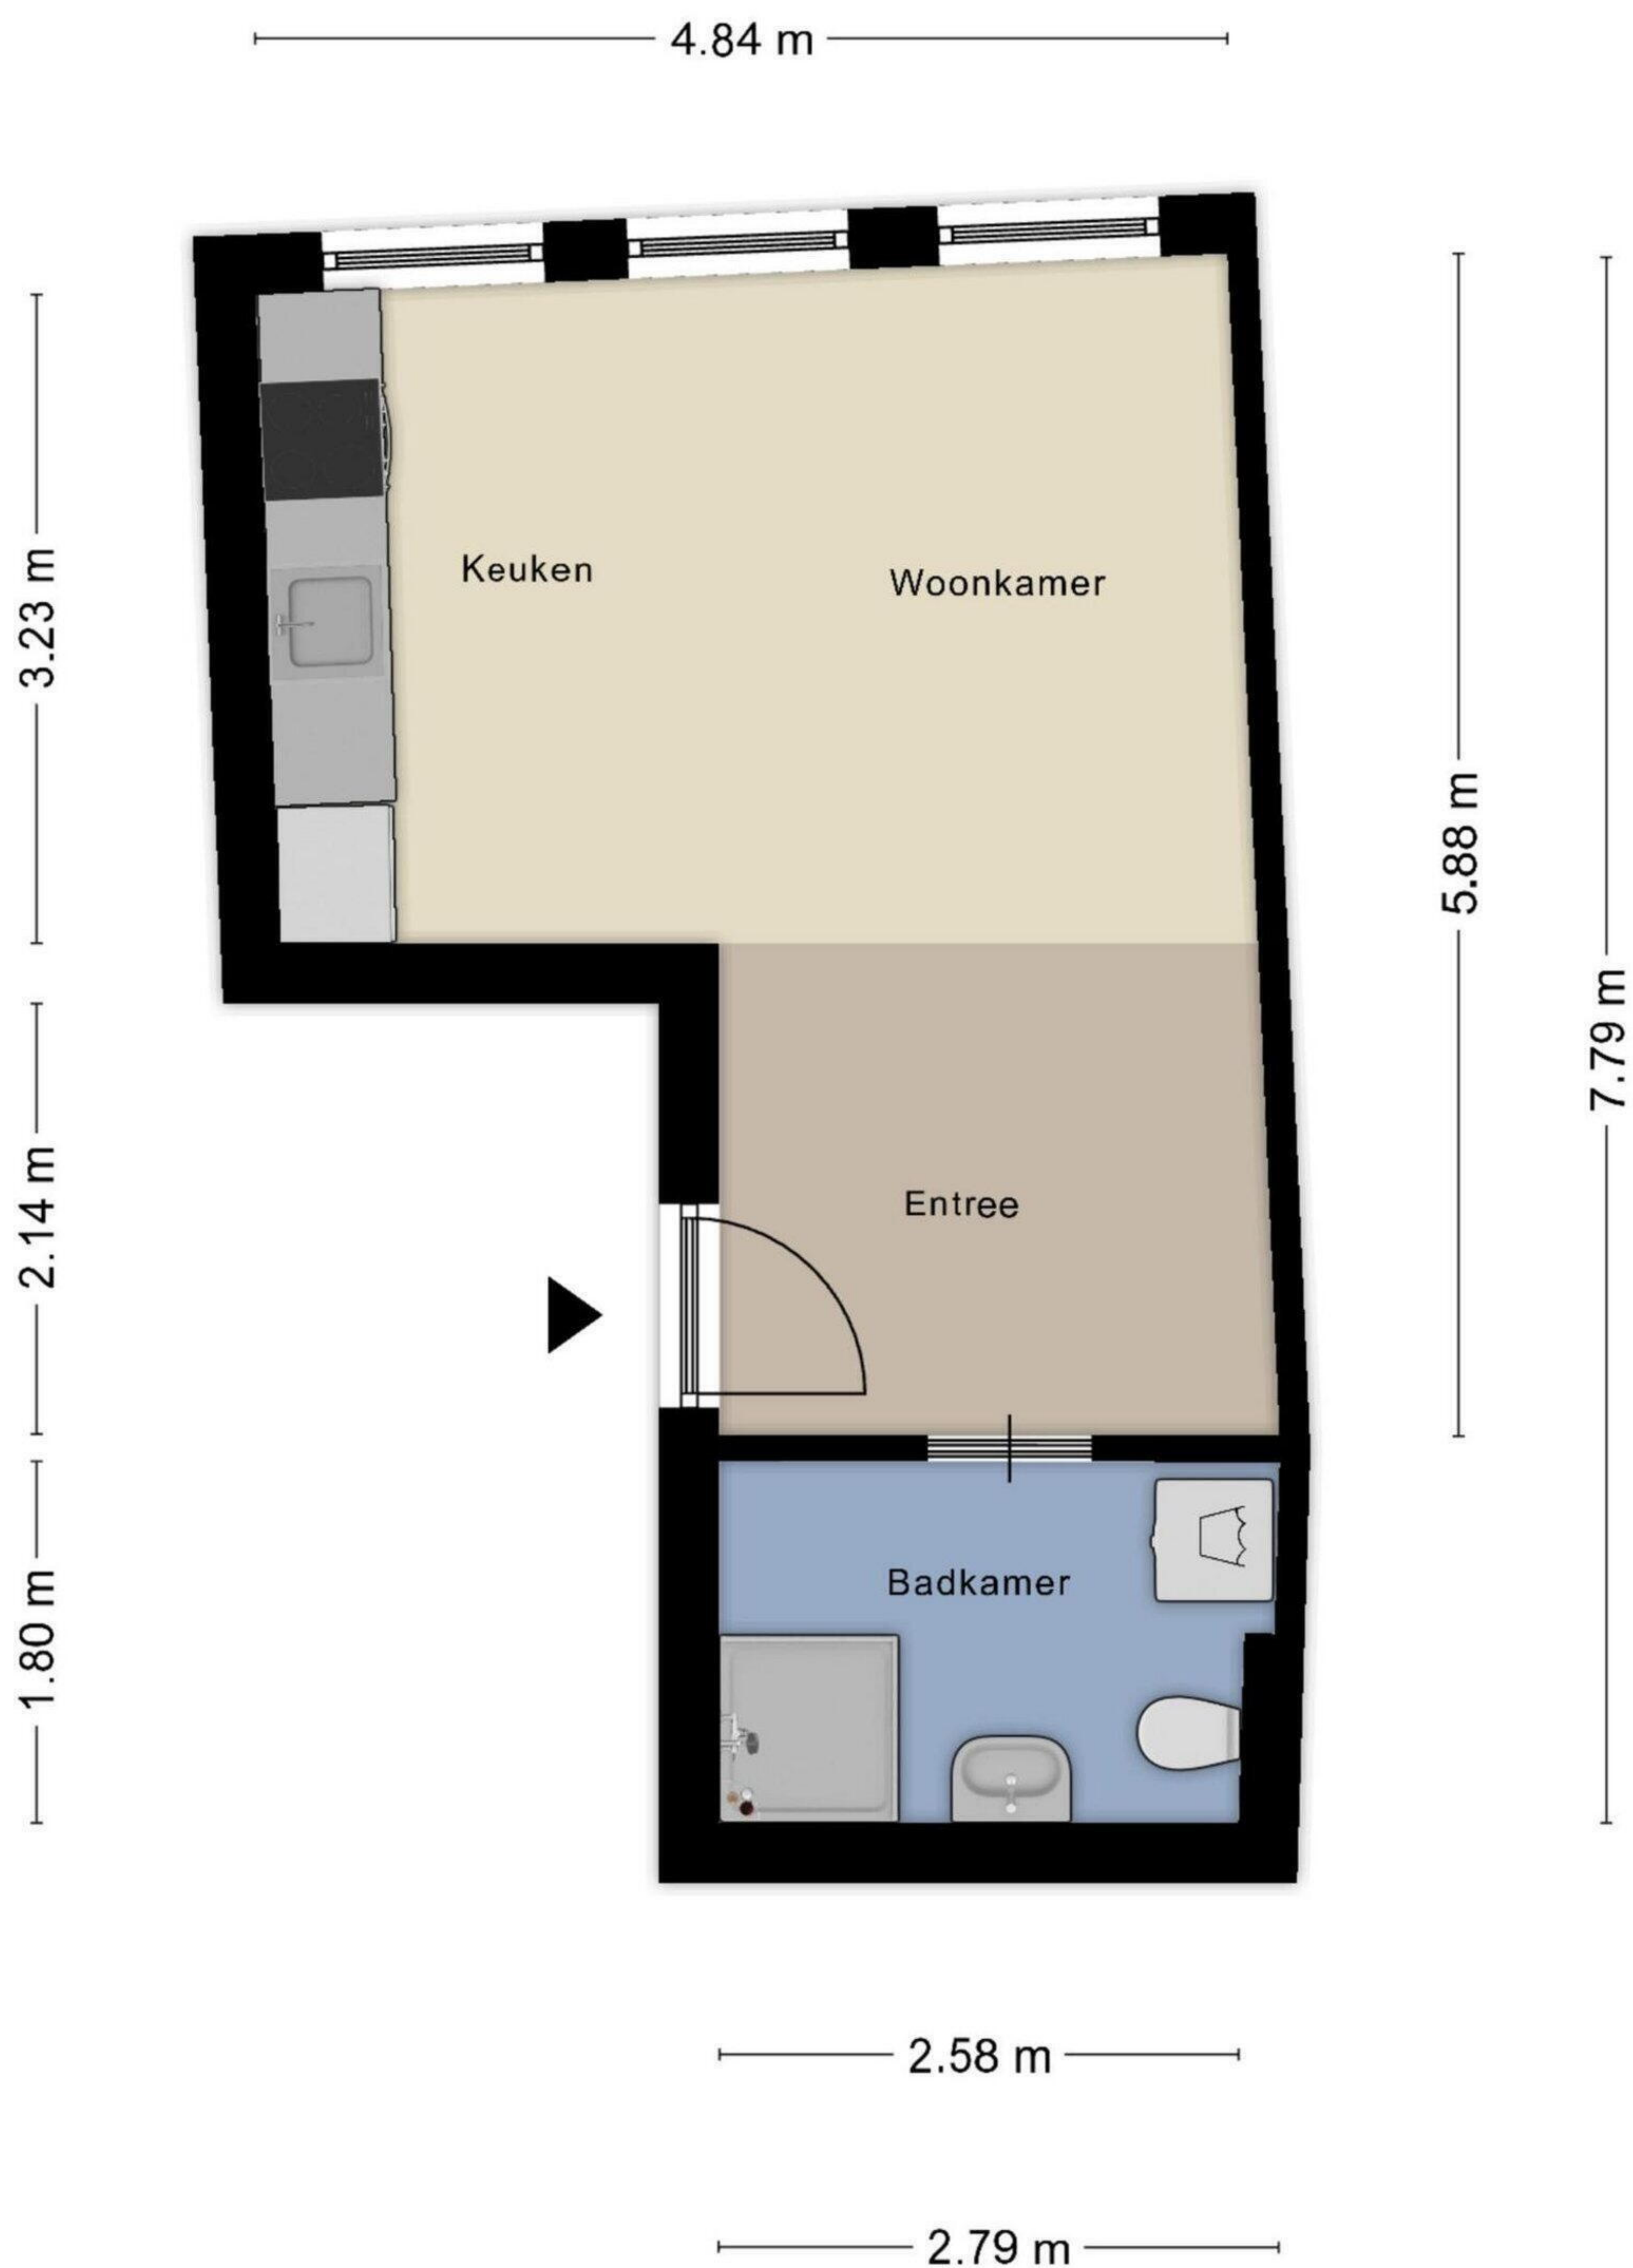 4.84 m
Keuken
Woonkamer
3.23 m
5.88 m
7.79 m
2.14 m
Entree
Badkamer
1.80 m
2.58 m
2.79 m